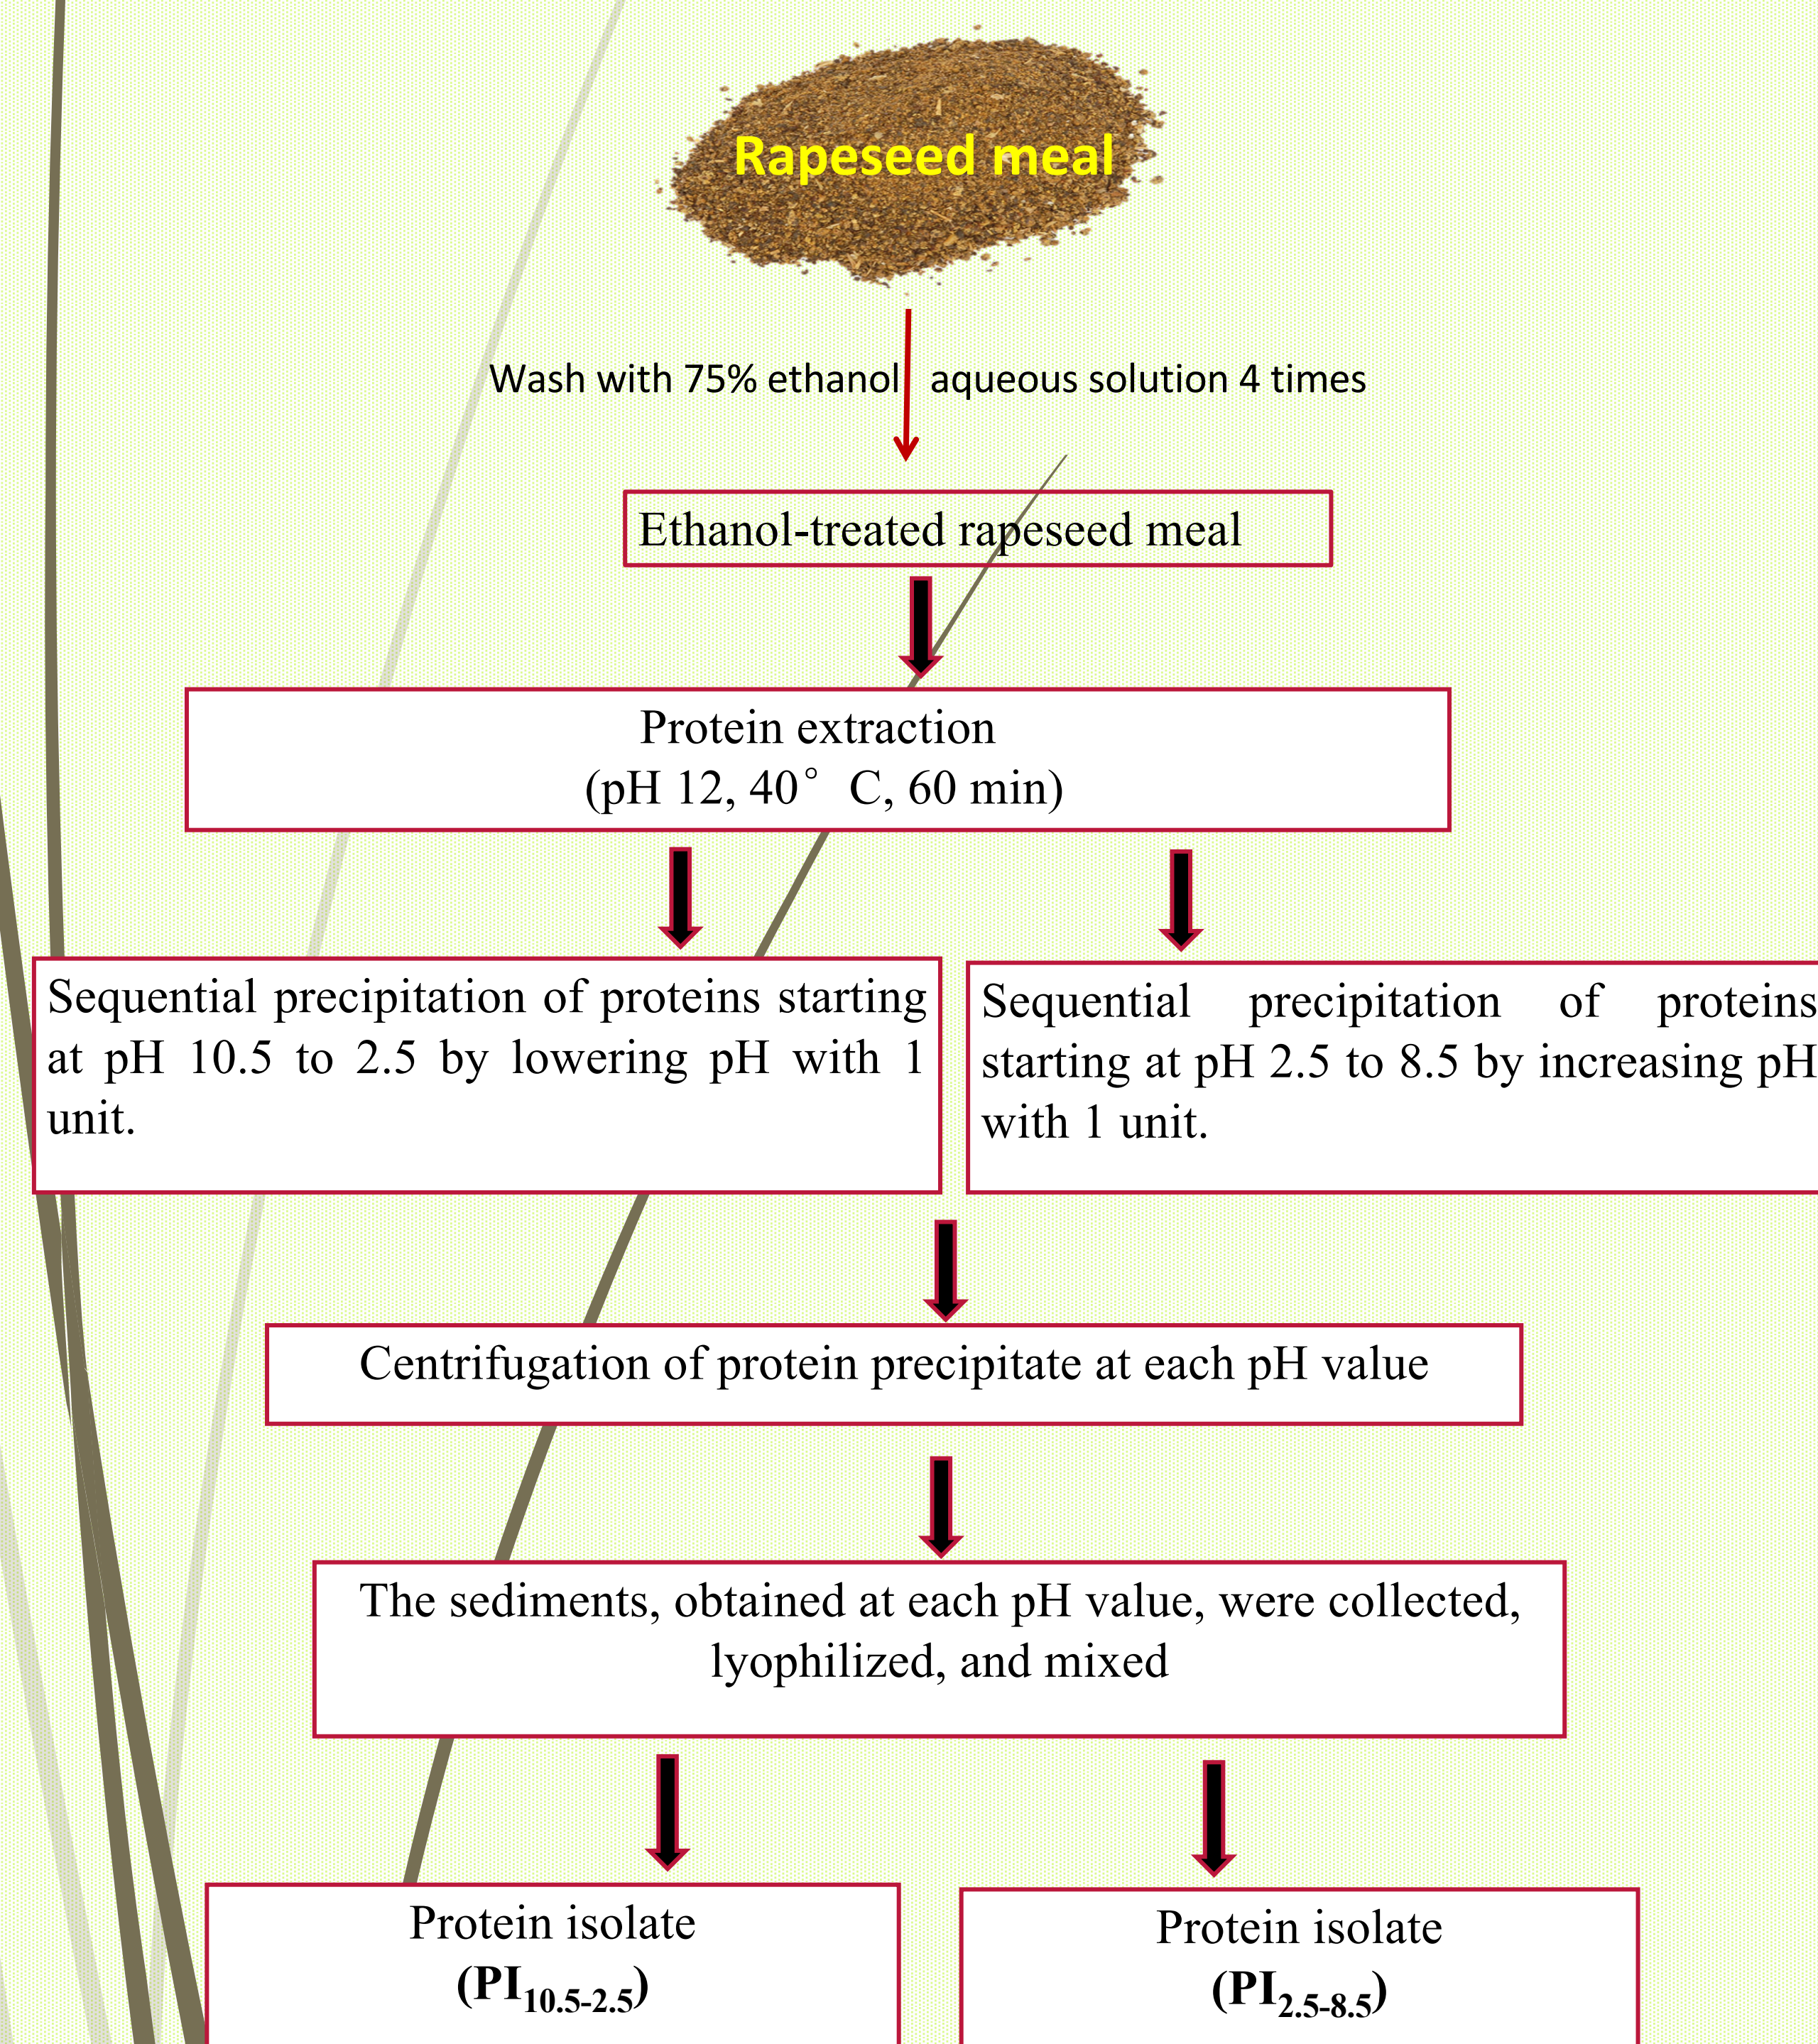 Rapeseed meal
Wash with 75% ethanol aqueous solution 4 times
Ethanol-treated rapeseed meal
Protein extraction
(pH 12, 40° C, 60 min)
Sequential precipitation of proteins starting
at pH 10.5 to 2.5 by lowering pH with 1
unit.
Sequential precipitation of proteins
starting at pH 2.5 to 8.5 by increasing pH
with 1 unit.
Centrifugation of protein precipitate at each pH value
The sediments, obtained at each pH value, were collected,
lyophilized, and mixed
Protein isolate
(PI10.5-2.5)
Protein isolate
(PI2.5-8.5)